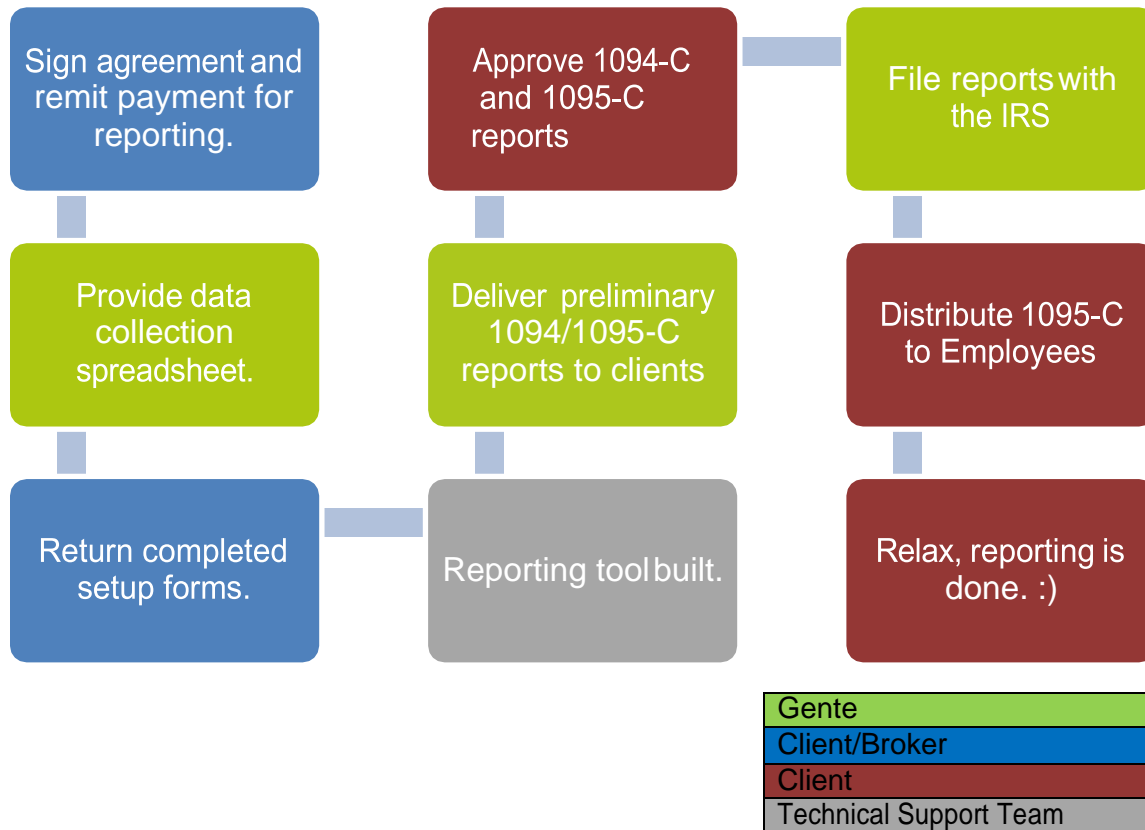 Sign agreement and
remit payment for
reporting.
Provide data
collection
spreadsheet.
Return completed
setup forms.
Reporting tool built.
Deliver preliminary
1094/1095-C
reports to clients
Approve 1094-C
and 1095-C
reports
File reports with
the IRS
Distribute 1095-C
to Employees
Relax, reporting is
done. :)
Gente
Client/Broker
Client
Technical Support Team